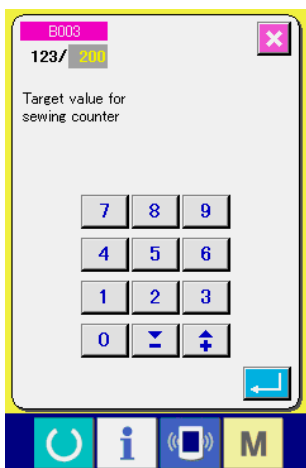 B003
123/ 200
Target value for
sewing counter
7 8 9
4 5 6
1 2 3
0 - +
i M